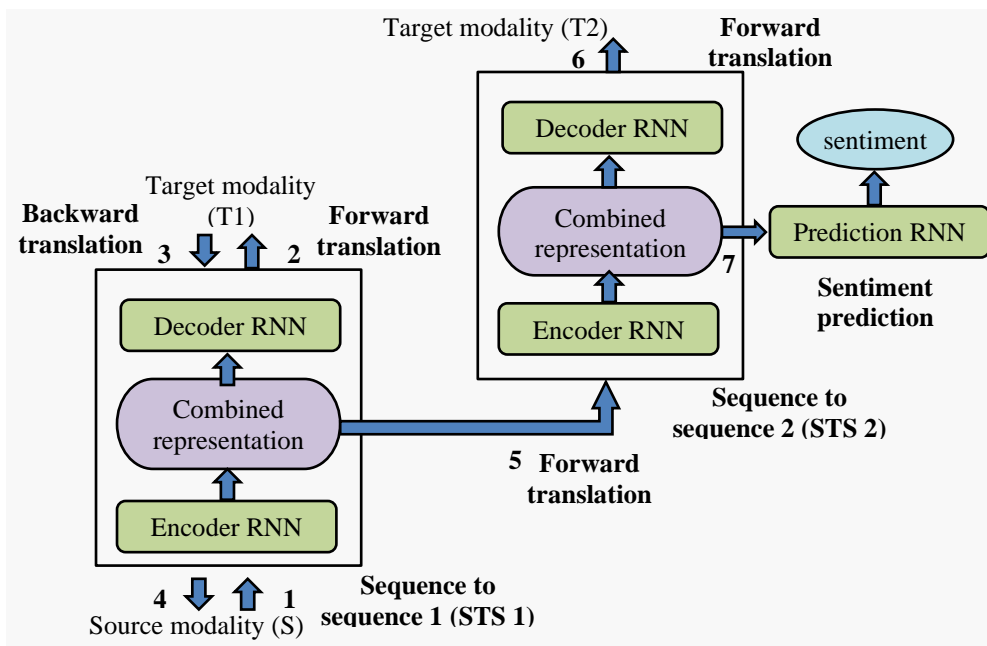 Target modality (T2)
6
Forward
translation
Decoder RNN
Combined
representation
Encoder RNN
7
sentiment
Prediction RNN
Sentiment
prediction
Sequence to
sequence 2 (STS 2)
Target modality
(T1)
Backward
translation
3
2
Forward
translation
Decoder RNN
Combined
representation
Encoder RNN
5
Forward
translation
4
1
Source modality (S)
Sequence to
sequence 1 (STS 1)